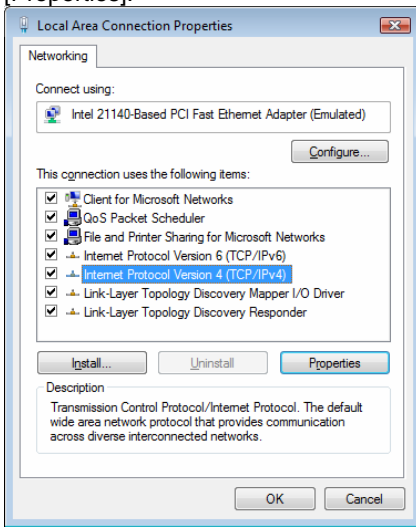 [Properties].
Local Area Connection Properties
Networking
Connect using:
Intel 21140-Based PCI Fast Ethernet Adapter (Emulated)
Configure...
This connection uses the following items:
Client for Microsoft Networks
QoS Packet Scheduler
File and Printer Sharing for Microsoft Networks
Internet Protocol Version 6 (TCP/IPv6)
Internet Protocol Version 4 (TCP/IPv4)
Link-Layer Topology Discovery Mapper I/O Driver
Link-Layer Topology Discovery Responder
Install...
Uninstall
Properties
Description
Transmission Control Protocol/Internet Protocol. The default
wide area network protocol that provides communication
across diverse interconnected networks.
OK
Cancel